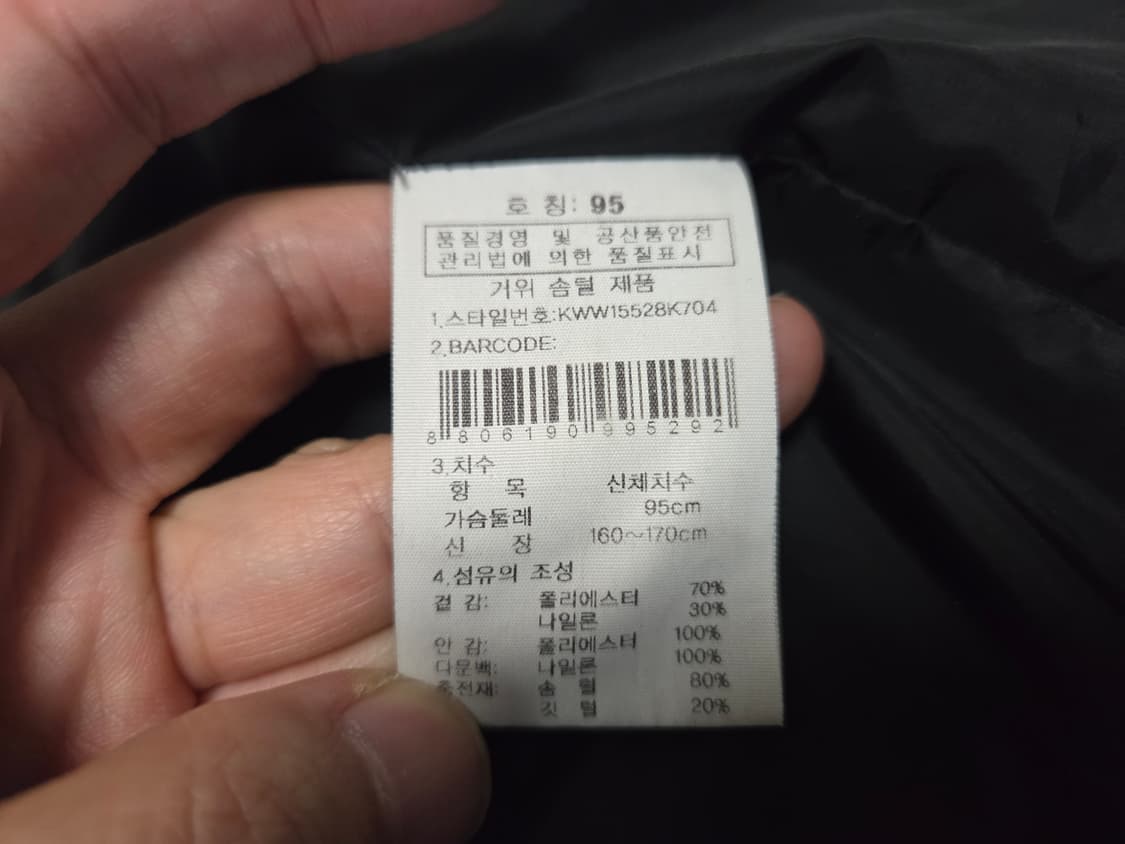 호 칭: 95
품질경영 및 공산품안전
관리법에 의한 품질표시
거위 솜털 제품
1.스타일번호:KWW15528K704
2.BARCODE:
8 806190 995292
3.치수
항 목 신체치수
가슴둘레 95cm
신 장 160~170cm
4.섬유의 조성
겉 감: 폴리에스터 70%
나일론 30%
안 감: 폴리에스터 100%
다운백: 나일론 100%
충전재: 솜 털 80%
깃 털 20%